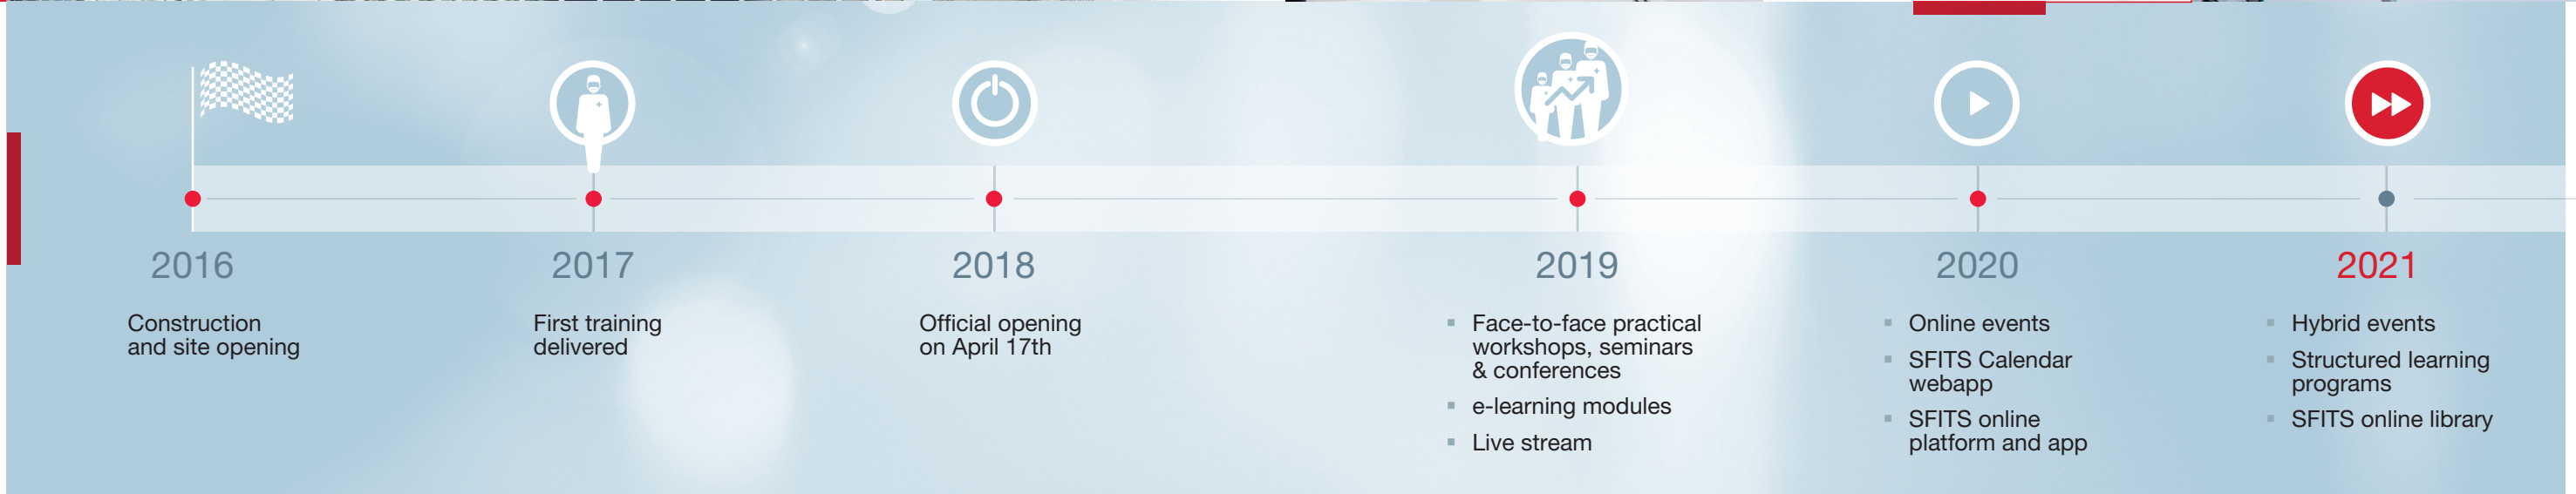 2016
Construction
and site opening
2017
First training
delivered
2018
Official opening
on April 17th
2019
Face-to-face practical
workshops, seminars
& conferences
e-learning modules
Live stream
2020
Online events
SFITS Calendar
webapp
SFITS online
platform and app
2021
Hybrid events
Structured learning
programs
SFITS online library